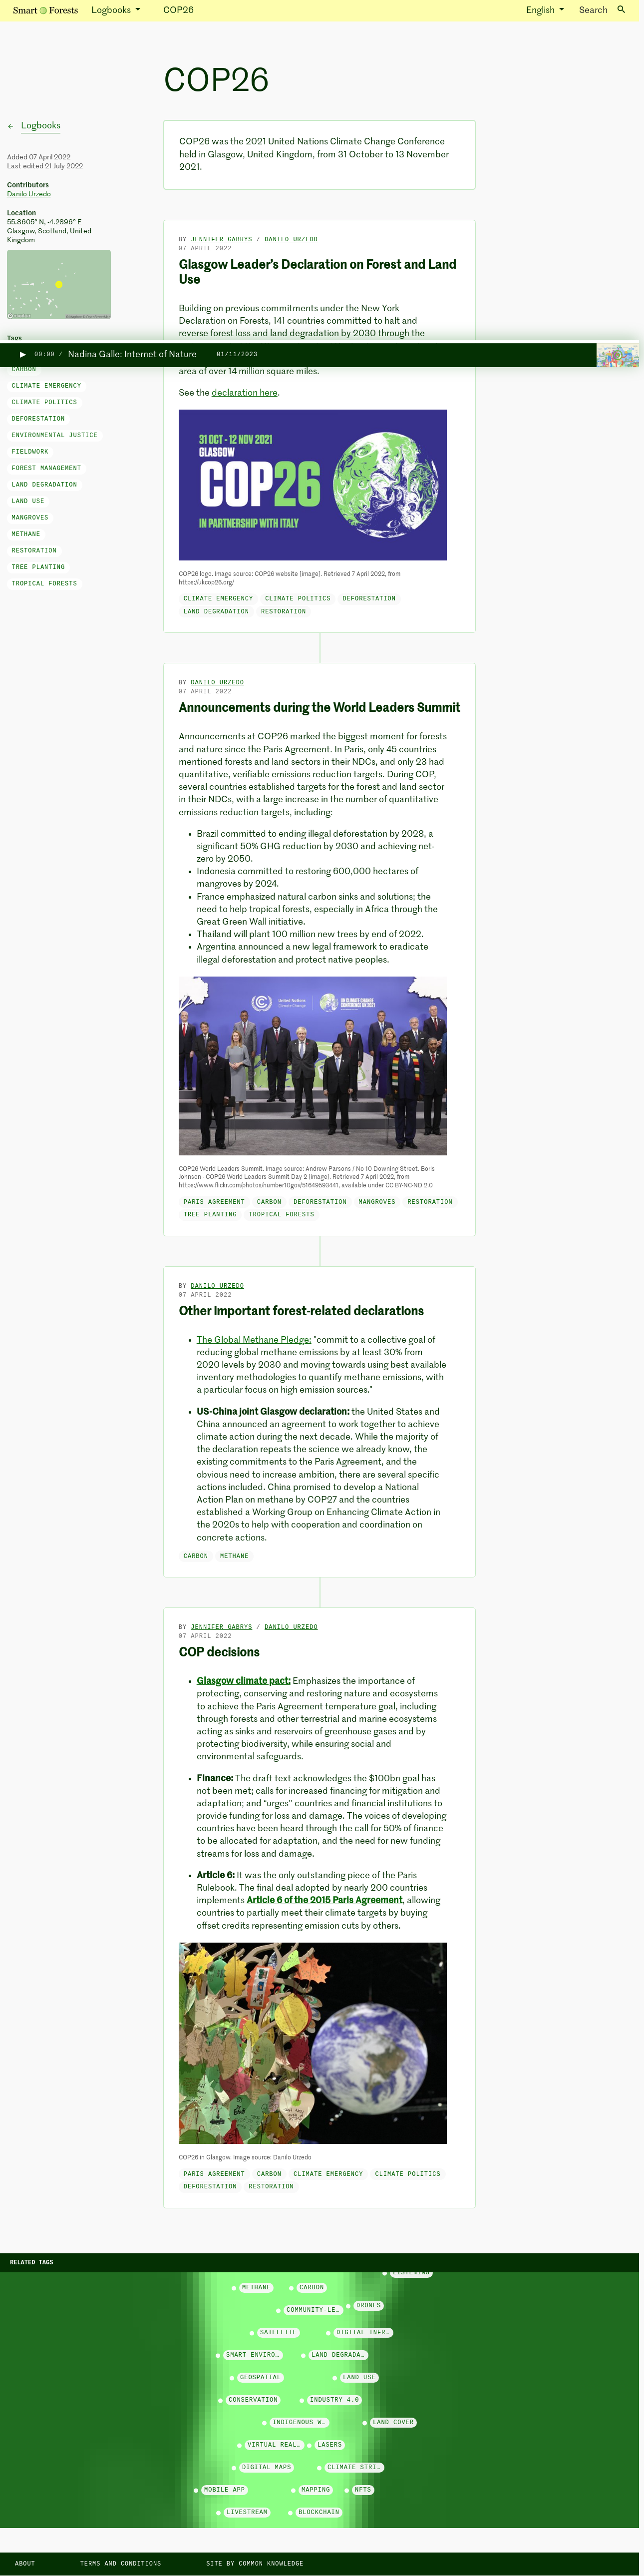 Smart Forests
Logbooks
COP26
English
Search
COP26
Logbooks
Added 07 April 2022
Last edited 21 July 2022
Contributors
Danilo Urzedo
Location
55.8605° N, -4.2896° E
Glasgow, Scotland, United
Kingdom
Tags
CARBON
CLIMATE EMERGENCY
CLIMATE POLITICS
DEFORESTATION
ENVIRONMENTAL JUSTICE
FIELDWORK
FOREST MANAGEMENT
LAND DEGRADATION
LAND USE
MANGROVES
METHANE
RESTORATION
TREE PLANTING
TROPICAL FORESTS
COP26 was the 2021 United Nations Climate Change Conference
held in Glasgow, United Kingdom, from 31 October to 13 November
2021.
BY JENNIFER GABRYS / DANILO URZEDO
07 APRIL 2022
Glasgow Leader's Declaration on Forest and Land
Use
Building on previous commitments under the New York
Declaration on Forests, 141 countries committed to halt and
reverse forest loss and land degradation by 2030 through the
▶ 00:00 / Nadina Galle: Internet of Nature 01/11/2023
area of over 14 million square miles.
See the declaration here.
31 OCT - 12 NOV 2021
GLASGOW
COP26
IN PARTNERSHIP WITH ITALY
COP26 logo. Image source: COP26 website [image]. Retrieved 7 April 2022, from
https://ukcop26.org/
CLIMATE EMERGENCY CLIMATE POLITICS DEFORESTATION
LAND DEGRADATION RESTORATION
BY DANILO URZEDO
07 APRIL 2022
Announcements during the World Leaders Summit
Announcements at COP26 marked the biggest moment for forests
and nature since the Paris Agreement. In Paris, only 45 countries
mentioned forests and land sectors in their NDCs, and only 23 had
quantitative, verifiable emissions reduction targets. During COP,
several countries established targets for the forest and land sector
in their NDCs, with a large increase in the number of quantitative
emissions reduction targets, including:
• Brazil committed to ending illegal deforestation by 2028, a
significant 50% GHG reduction by 2030 and achieving net-
zero by 2050.
• Indonesia committed to restoring 600,000 hectares of
mangroves by 2024.
• France emphasized natural carbon sinks and solutions; the
need to help tropical forests, especially in Africa through the
Great Green Wall initiative.
• Thailand will plant 100 million new trees by end of 2022.
• Argentina announced a new legal framework to eradicate
illegal deforestation and protect native peoples.
COP26 World Leaders Summit. Image source: Andrew Parsons / No 10 Downing Street. Boris
Johnson - COP26 World Leaders Summit Day 2 [image]. Retrieved 7 April 2022, from
https://www.flickr.com/photos/number10gov/51649593441. available under CC BY-NC-ND 2.0
PARIS AGREEMENT CARBON DEFORESTATION MANGROVES RESTORATION
TREE PLANTING TROPICAL FORESTS
BY DANILO URZEDO
07 APRIL 2022
Other important forest-related declarations
• The Global Methane Pledge: "commit to a collective goal of
reducing global methane emissions by at least 30% from
2020 levels by 2030 and moving towards using best available
inventory methodologies to quantify methane emissions, with
a particular focus on high emission sources."
• US-China joint Glasgow declaration: the United States and
China announced an agreement to work together to achieve
climate action during the next decade. While the majority of
the declaration repeats the science we already know, the
existing commitments to the Paris Agreement, and the
obvious need to increase ambition, there are several specific
actions included. China promised to develop a National
Action Plan on methane by COP27 and the countries
established a Working Group on Enhancing Climate Action in
the 2020s to help with cooperation and coordination on
concrete actions.
CARBON METHANE
BY JENNIFER GABRYS / DANILO URZEDO
07 APRIL 2022
COP decisions
• Glasgow climate pact: Emphasizes the importance of
protecting, conserving and restoring nature and ecosystems
to achieve the Paris Agreement temperature goal, including
through forests and other terrestrial and marine ecosystems
acting as sinks and reservoirs of greenhouse gases and by
protecting biodiversity, while ensuring social and
environmental safeguards.
• Finance: The draft text acknowledges the $100bn goal has
not been met; calls for increased financing for mitigation and
adaptation; and "urges" countries and financial institutions to
provide funding for loss and damage. The voices of developing
countries have been heard through the call for 50% of finance
to be allocated for adaptation, and the need for new funding
streams for loss and damage.
• Article 6: It was the only outstanding piece of the Paris
Rulebook. The final deal adopted by nearly 200 countries
implements Article 6 of the 2015 Paris Agreement, allowing
countries to partially meet their climate targets by buying
offset credits representing emission cuts by others.
COP26 in Glasgow. Image source: Danilo Urzedo
PARIS AGREEMENT CARBON CLIMATE EMERGENCY CLIMATE POLITICS
DEFORESTATION RESTORATION
RELATED TAGS
LISTENING
METHANE CARBON
COMMUNITY-LE… DRONES
SATELLITE DIGITAL INFR…
SMART ENVIRO… LAND DEGRADA…
GEOSPATIAL LAND USE
CONSERVATION INDUSTRY 4.0
INDIGENOUS W… LAND COVER
VIRTUAL REAL… LASERS
DIGITAL MAPS CLIMATE STRI…
MOBILE APP MAPPING NFTS
LIVESTREAM BLOCKCHAIN
ABOUT
TERMS AND CONDITIONS
SITE BY COMMON KNOWLEDGE